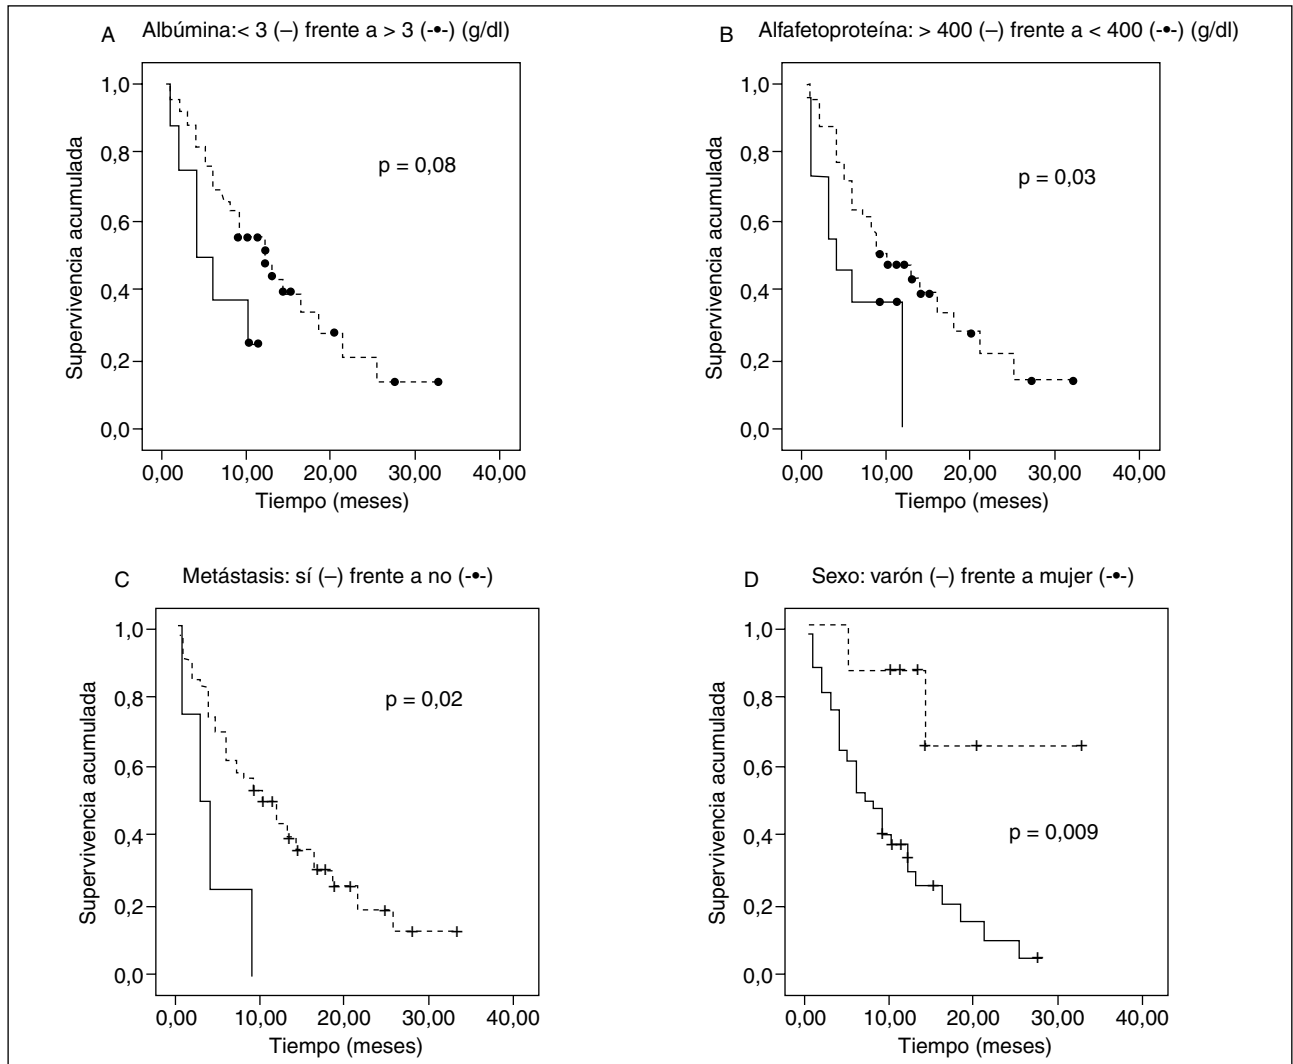 A Albúmina:< 3 (–) frente a > 3 (-•-) (g/dl)
Supervivencia acumulada
1,0
0,8
0,6
0,4
0,2
0,0
p = 0,08
0,00 10,00 20,00 30,00 40,00
Tiempo (meses)
B Alfafetoproteína: > 400 (–) frente a < 400 (-•-) (g/dl)
Supervivencia acumulada
1,0
0,8
0,6
0,4
0,2
0,0
p = 0,03
0,00 10,00 20,00 30,00 40,00
Tiempo (meses)
C Metástasis: sí (–) frente a no (-•-)
Supervivencia acumulada
1,0
0,8
0,6
0,4
0,2
0,0
p = 0,02
0,00 10,00 20,00 30,00 40,00
Tiempo (meses)
D Sexo: varón (–) frente a mujer (-•-)
Supervivencia acumulada
1,0
0,8
0,6
0,4
0,2
0,0
p = 0,009
0,00 10,00 20,00 30,00 40,00
Tiempo (meses)